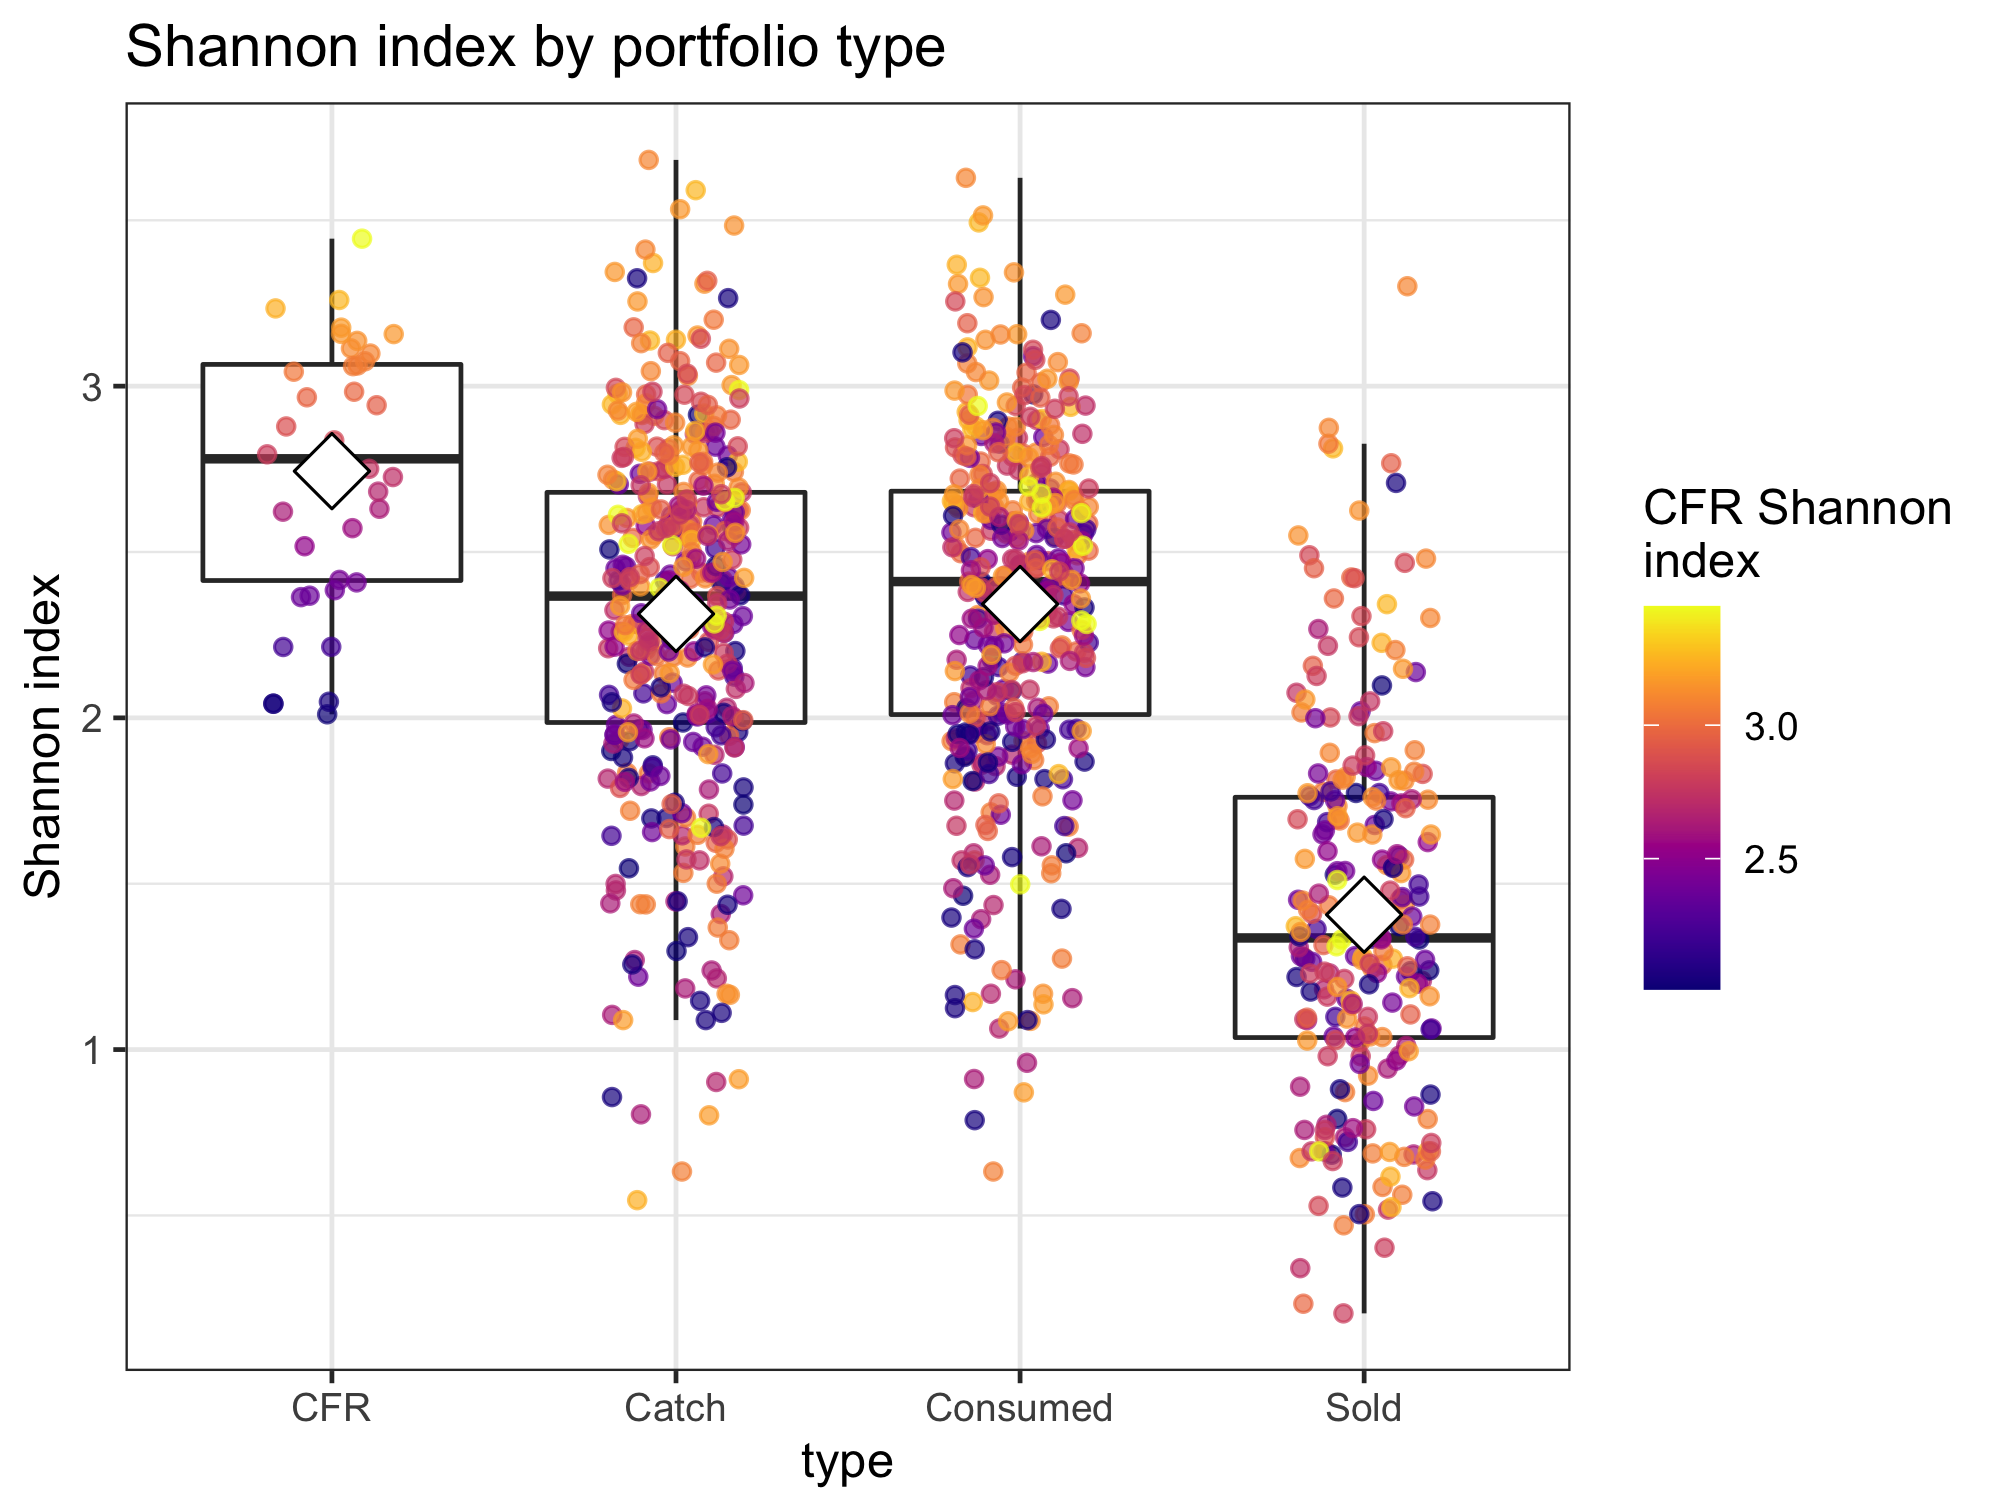 Shannon index by portfolio type
Shannon index
3
2
1
CFR
Catch
Consumed
Sold
type
CFR Shannon
index
3.0
2.5